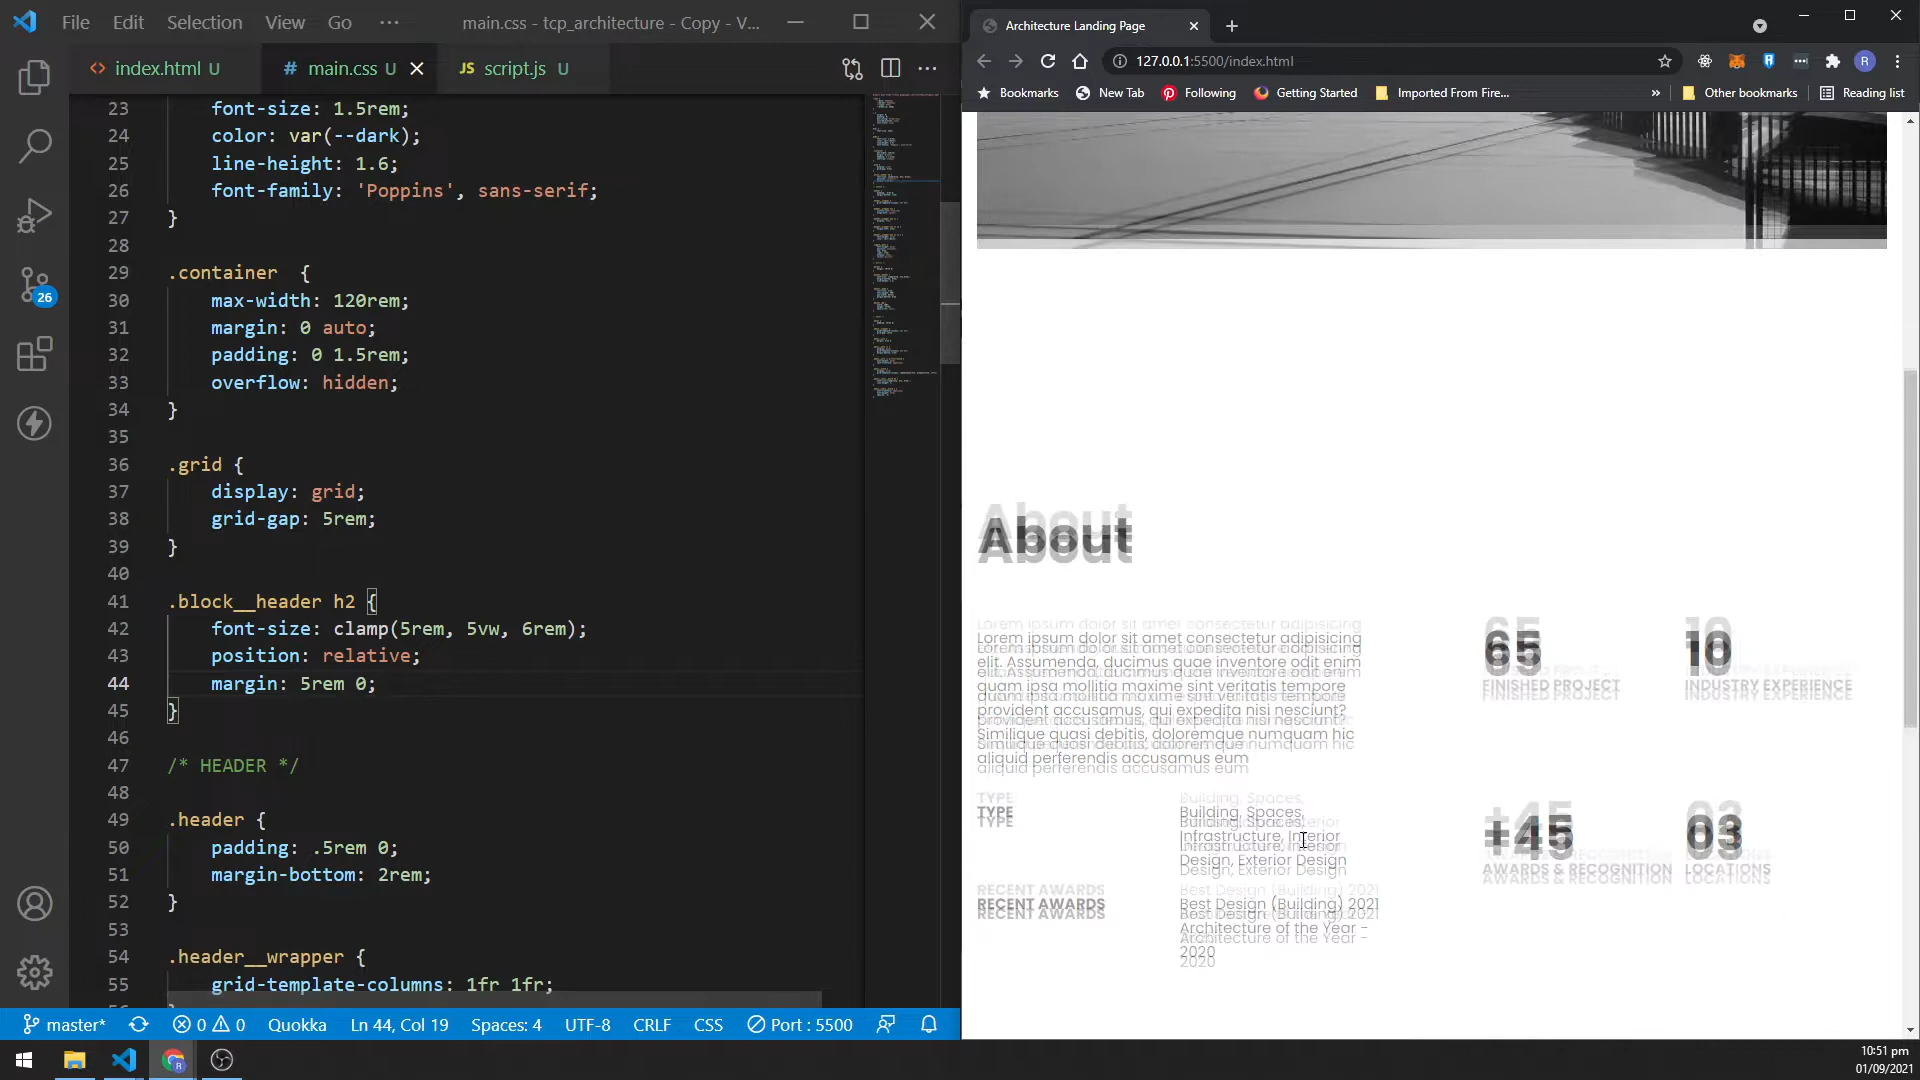 File Edit Selection View Go ··· main.css - tcp_architecture - Copy - V...
<> index.html U # main.css U JS script.js U
23 font-size: 1.5rem;
24 color: var(--dark);
25 line-height: 1.6;
26 font-family: 'Poppins', sans-serif;
27 }
28
29 .container {
30 max-width: 120rem;
31 margin: 0 auto;
32 padding: 0 1.5rem;
33 overflow: hidden;
34 }
35
36 .grid {
37 display: grid;
38 grid-gap: 5rem;
39 }
40
41 .block__header h2 {
42 font-size: clamp(5rem, 5vw, 6rem);
43 position: relative;
44 margin: 5rem 0;
45 }
46
47 /* HEADER */
48
49 .header {
50 padding: .5rem 0;
51 margin-bottom: 2rem;
52 }
53
54 .header__wrapper {
55 grid-template-columns: 1fr 1fr;
26
master* 0 0 Quokka Ln 44, Col 19 Spaces: 4 UTF-8 CRLF CSS Port : 5500
Architecture Landing Page
127.0.0.1:5500/index.html
R
Bookmarks New Tab Following Getting Started Imported From Fire... » Other bookmarks Reading list
About
Lorem ipsum dolor sit amet consectetur adipisicing
elit. Assumenda, ducimus quae inventore odit enim
quam ipsa mollitia maxime sint veritatis tempore
provident accusamus, qui expedita nisi nesciunt?
Similique quasi debitis, doloremque numquam hic
aliquid perferendis accusamus eum
65
FINISHED PROJECT
10
INDUSTRY EXPERIENCE
TYPE
Building, Spaces,
Infrastructure, Interior
Design, Exterior Design
+45
AWARDS & RECOGNITION
03
LOCATIONS
RECENT AWARDS
Best Design (Building) 2021
Architecture of the Year -
2020
10:51 pm
01/09/2021